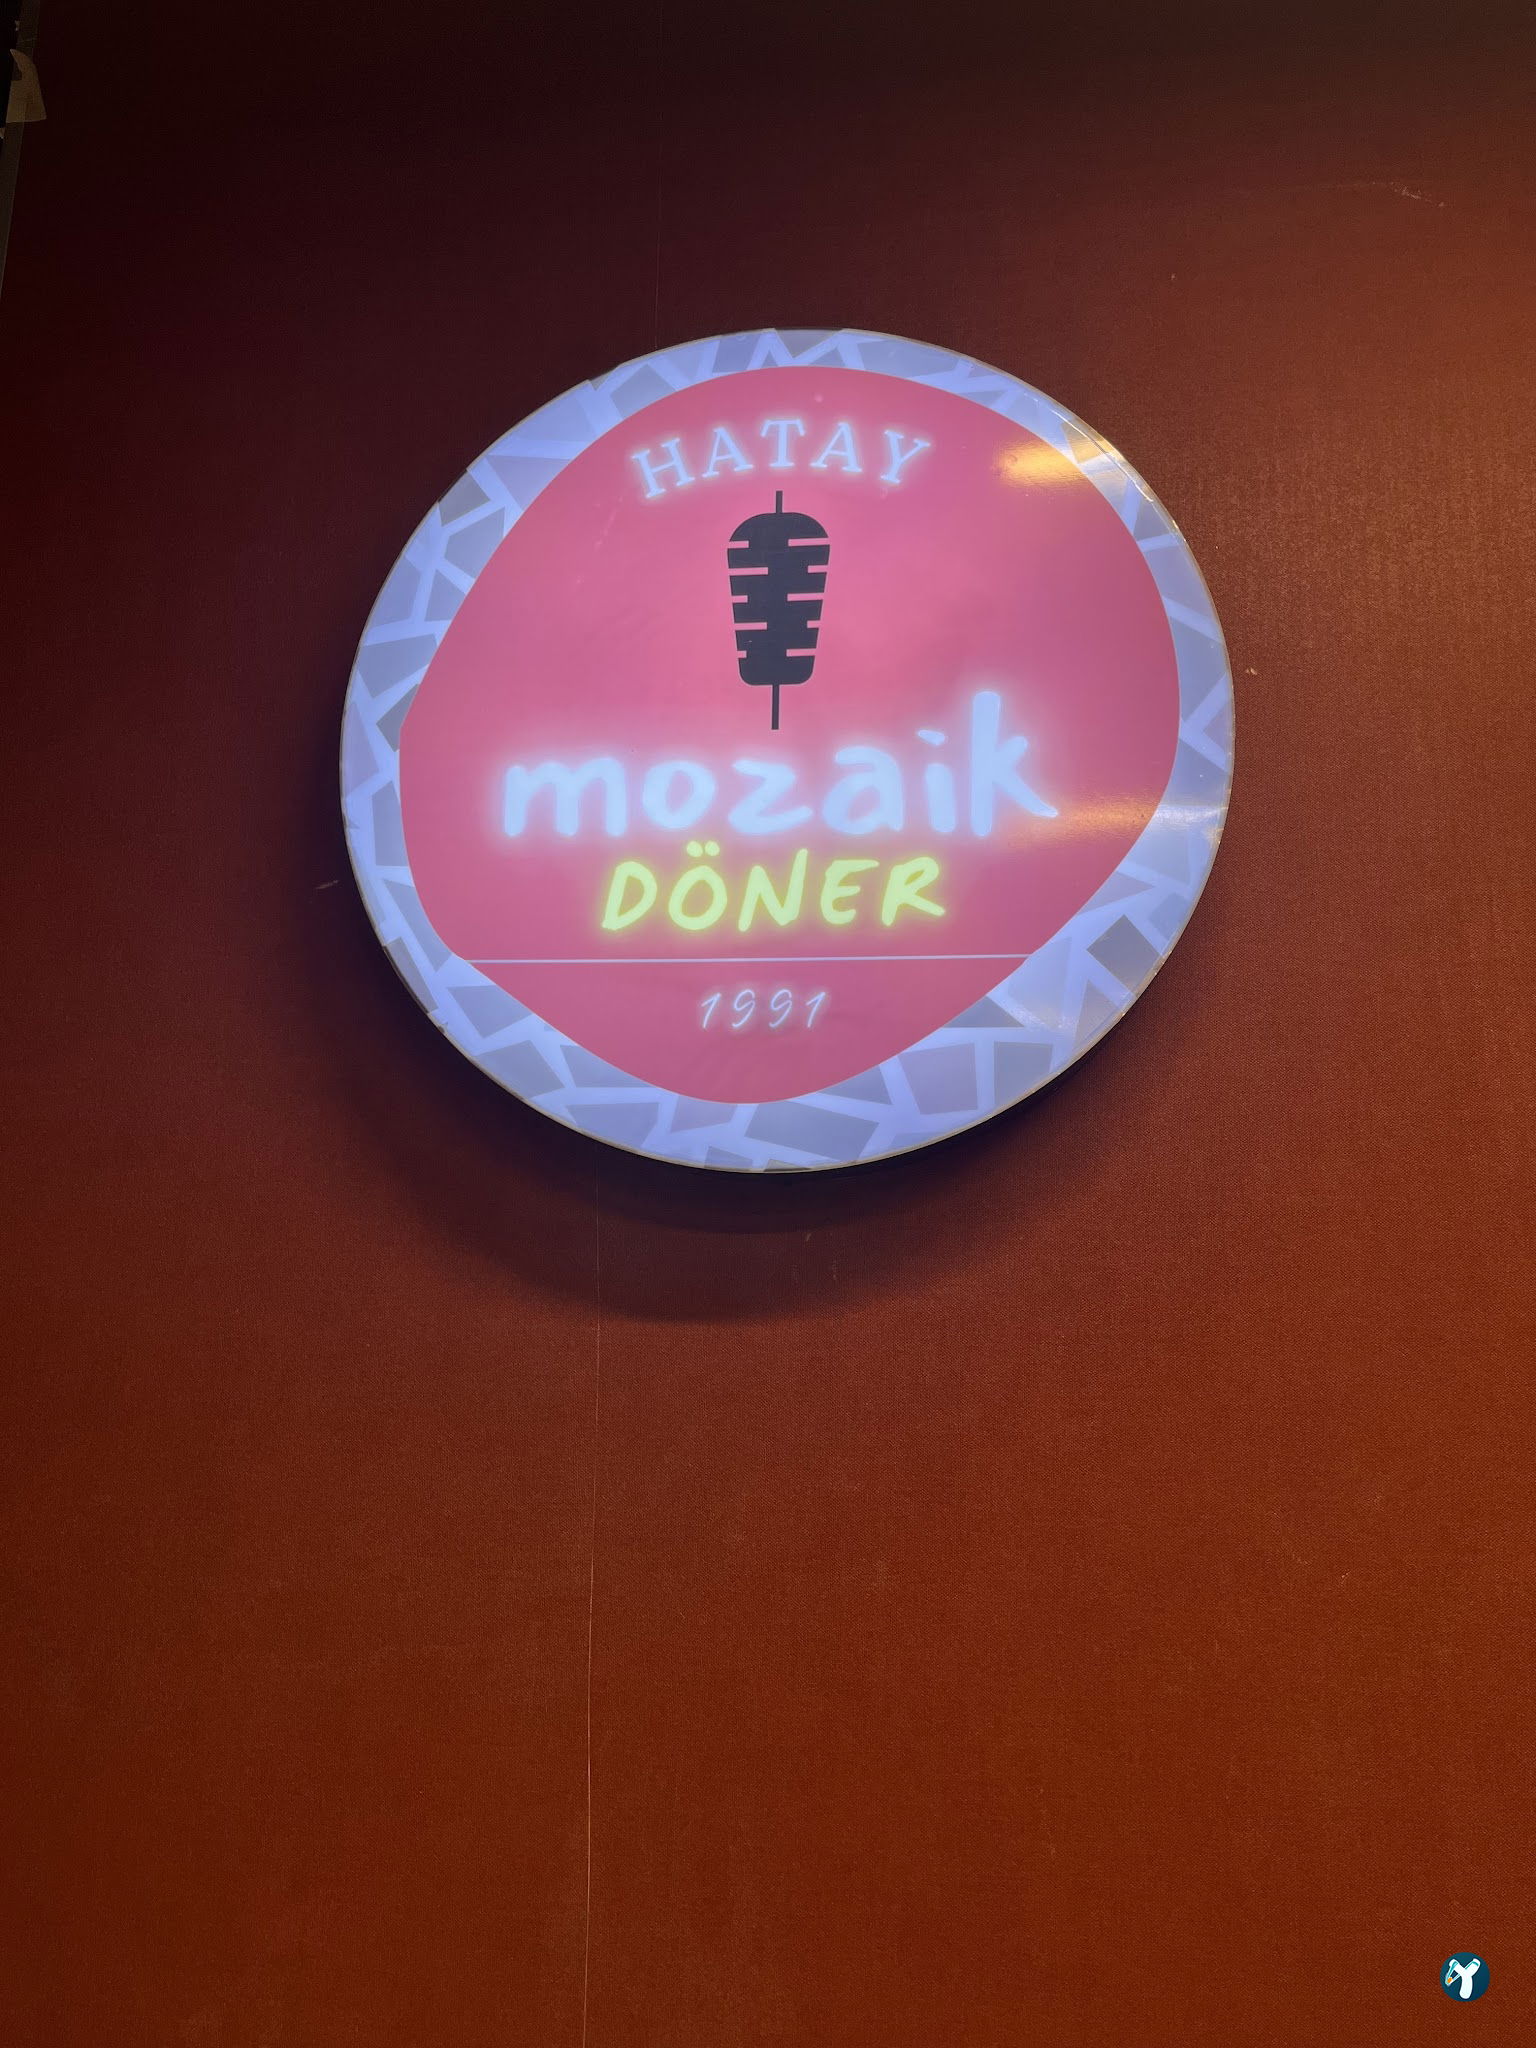 HATAY
mozaik
DÖNER
1991